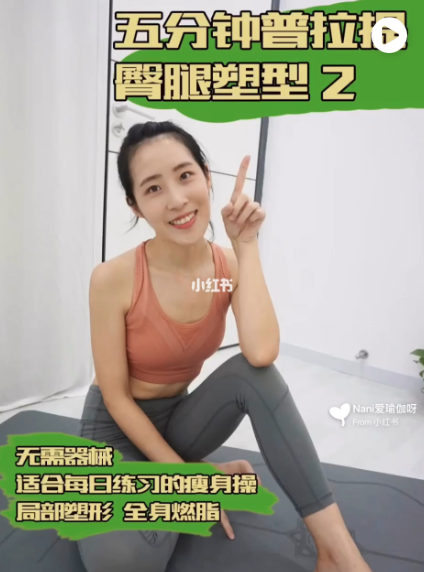 五分钟普拉提
臀腿塑型 2
小红书
Nani爱瑜伽呀
From 小红书
无需器械
适合每日练习的瘦身操
局部塑形 全身燃脂